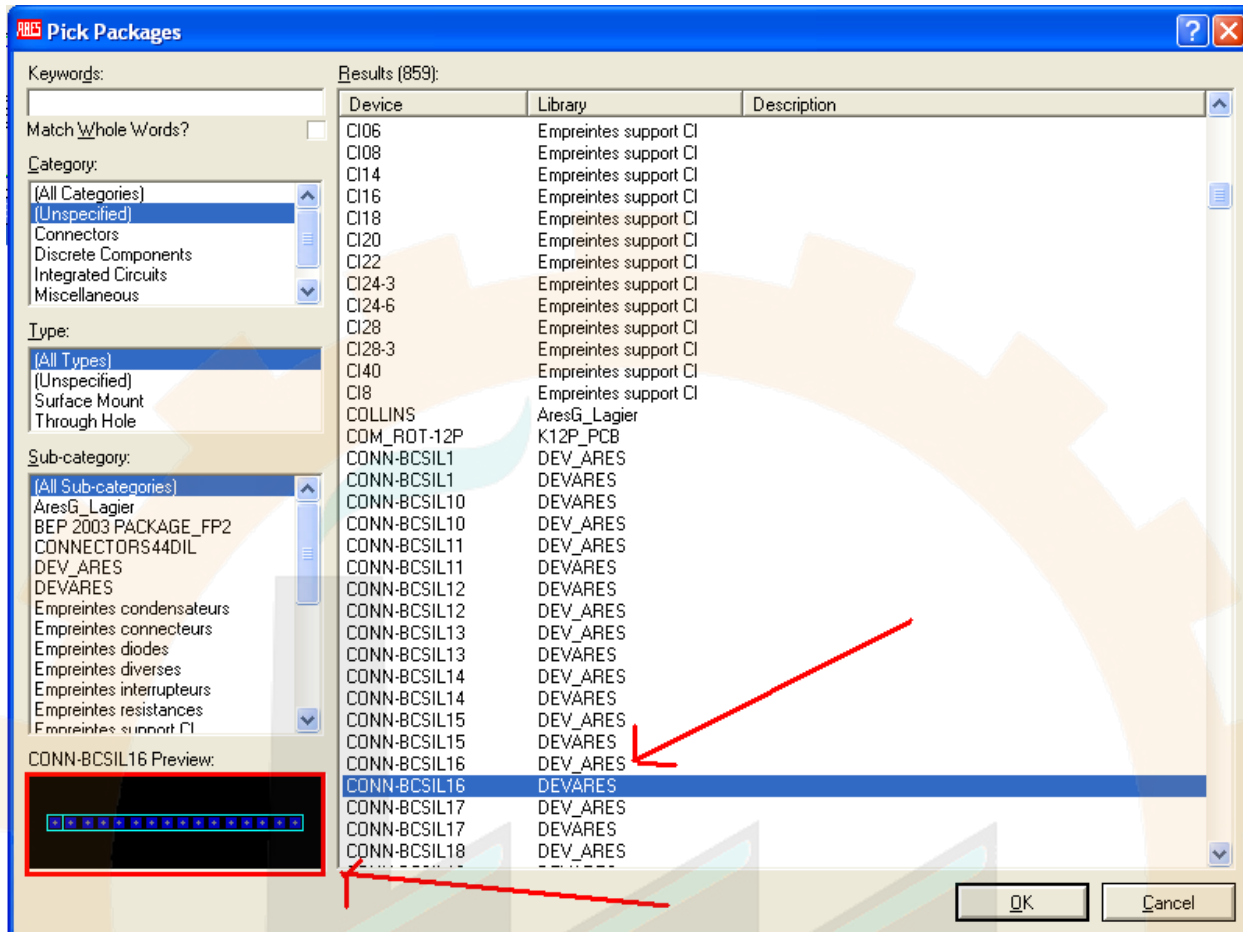 ARES Pick Packages
Keywords:
Match Whole Words?
Category:
(All Categories)
(Unspecified)
Connectors
Discrete Components
Integrated Circuits
Miscellaneous
Type:
(All Types)
(Unspecified)
Surface Mount
Through Hole
Sub-category:
(All Sub-categories)
AresG_Lagier
BEP 2003 PACKAGE_FP2
CONNECTORS44DIL
DEV_ARES
DEVARES
Empreintes condensateurs
Empreintes connecteurs
Empreintes diodes
Empreintes diverses
Empreintes interrupteurs
Empreintes resistances
Empreintes support CI
CONN-BCSIL16 Preview:
Results (859):
Device Library Description
CI06 Empreintes support CI
CI08 Empreintes support CI
CI14 Empreintes support CI
CI16 Empreintes support CI
CI18 Empreintes support CI
CI20 Empreintes support CI
CI22 Empreintes support CI
CI24-3 Empreintes support CI
CI24-6 Empreintes support CI
CI28 Empreintes support CI
CI28-3 Empreintes support CI
CI40 Empreintes support CI
CI8 Empreintes support CI
COLLINS AresG_Lagier
COM_ROT-12P K12P_PCB
CONN-BCSIL1 DEV_ARES
CONN-BCSIL1 DEVARES
CONN-BCSIL10 DEVARES
CONN-BCSIL10 DEV_ARES
CONN-BCSIL11 DEV_ARES
CONN-BCSIL11 DEVARES
CONN-BCSIL12 DEVARES
CONN-BCSIL12 DEV_ARES
CONN-BCSIL13 DEV_ARES
CONN-BCSIL13 DEVARES
CONN-BCSIL14 DEV_ARES
CONN-BCSIL14 DEVARES
CONN-BCSIL15 DEV_ARES
CONN-BCSIL15 DEVARES
CONN-BCSIL16 DEV_ARES
CONN-BCSIL16 DEVARES
CONN-BCSIL17 DEV_ARES
CONN-BCSIL17 DEVARES
CONN-BCSIL18 DEV_ARES
OK
Cancel